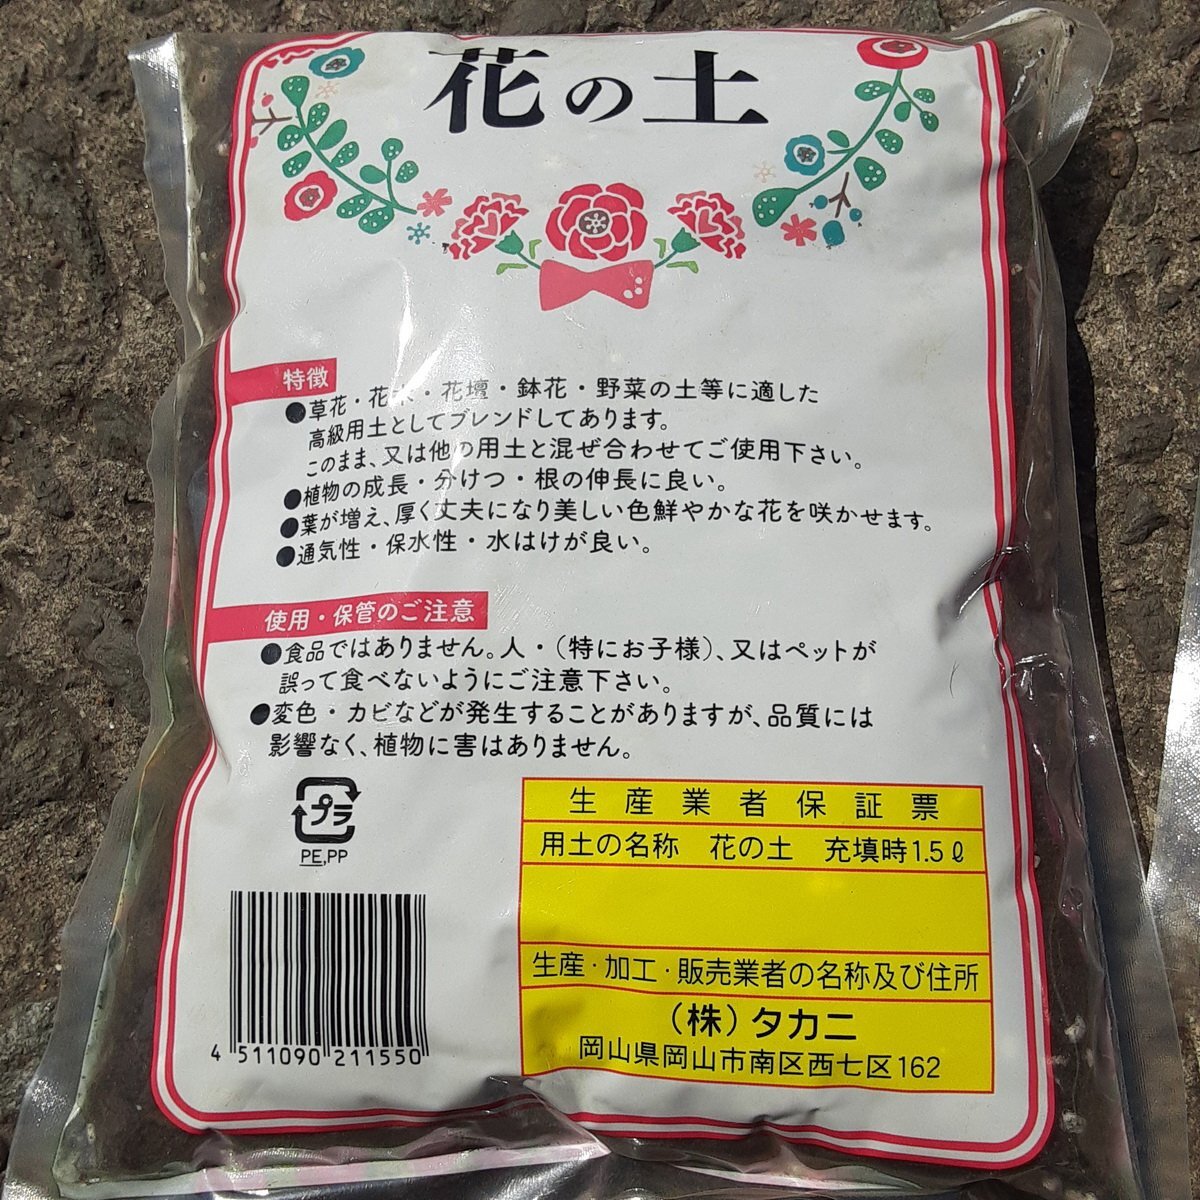 花の土
特徴
●草花・花木・花壇・鉢花・野菜の土等に適した
高級用土としてブレンドしてあります。
このまま、又は他の用土と混ぜ合わせてご使用下さい。
●植物の成長・分けつ・根の伸長に良い。
●葉が増え、厚く丈夫になり美しい色鮮やかな花を咲かせます。
●通気性・保水性・水はけが良い。
使用・保管のご注意
●食品ではありません。人・(特にお子様)、又はペットが
誤って食べないようにご注意下さい。
●変色・カビなどが発生することがありますが、品質には
影響なく、植物に害はありません。
プラ
PE,PP
4 511090 211550
生産業者保証票
用土の名称 花の土 充填時1.5ℓ
生産・加工・販売業者の名称及び住所
(株)タカニ
岡山県岡山市南区西七区162